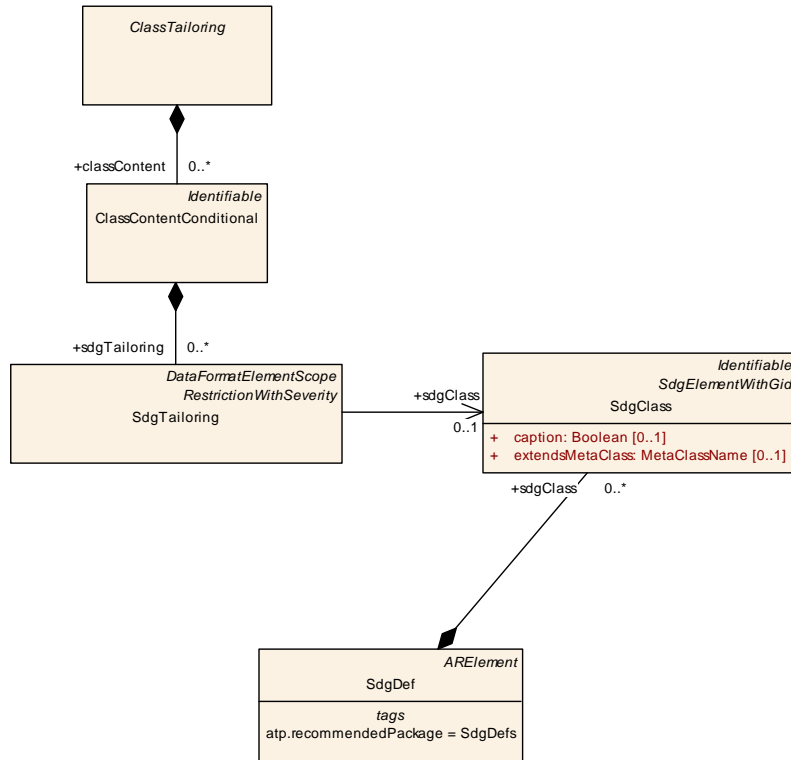 ClassTailoring
+classContent 0..*
Identifiable
ClassContentConditional
+sdgTailoring 0..*
DataFormatElementScope
RestrictionWithSeverity
SdgTailoring
+sdgClass
0..1
Identifiable
SdgElementWithGid
SdgClass
+ caption: Boolean [0..1]
+ extendsMetaClass: MetaClassName [0..1]
+sdgClass 0..*
ARElement
SdgDef
tags
atp.recommendedPackage = SdgDefs